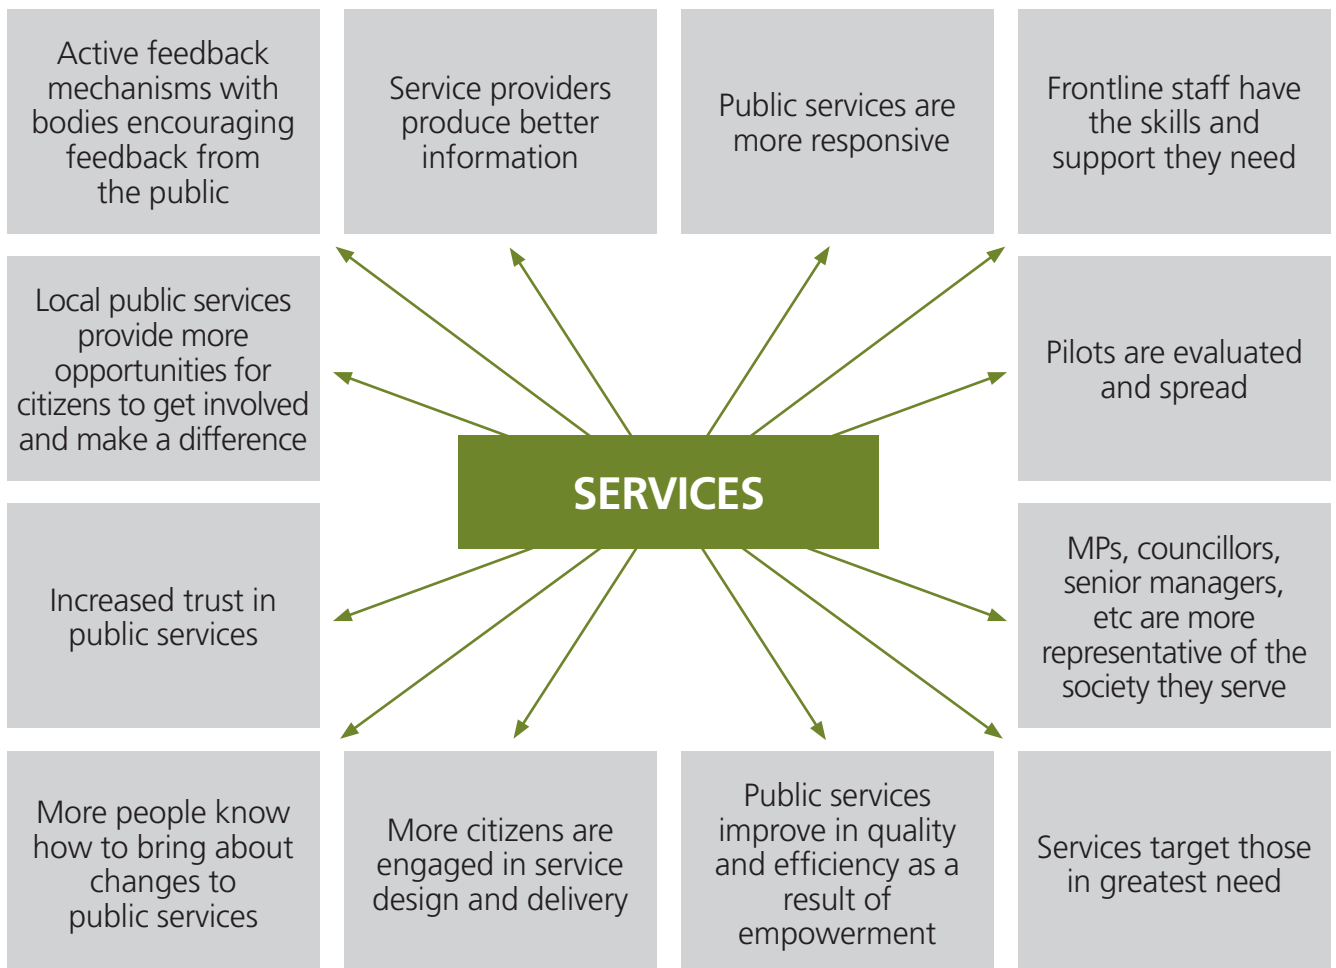 Active feedback
mechanisms with
bodies encouraging
feedback from
the public
Service providers
produce better
information
Public services are
more responsive
Frontline staff have
the skills and
support they need
Local public services
provide more
opportunities for
citizens to get involved
and make a difference
Pilots are evaluated
and spread
SERVICES
Increased trust in
public services
MPs, councillors,
senior managers,
etc are more
representative of the
society they serve
More people know
how to bring about
changes to
public services
More citizens are
engaged in service
design and delivery
Public services
improve in quality
and efficiency as a
result of
empowerment
Services target those
in greatest need